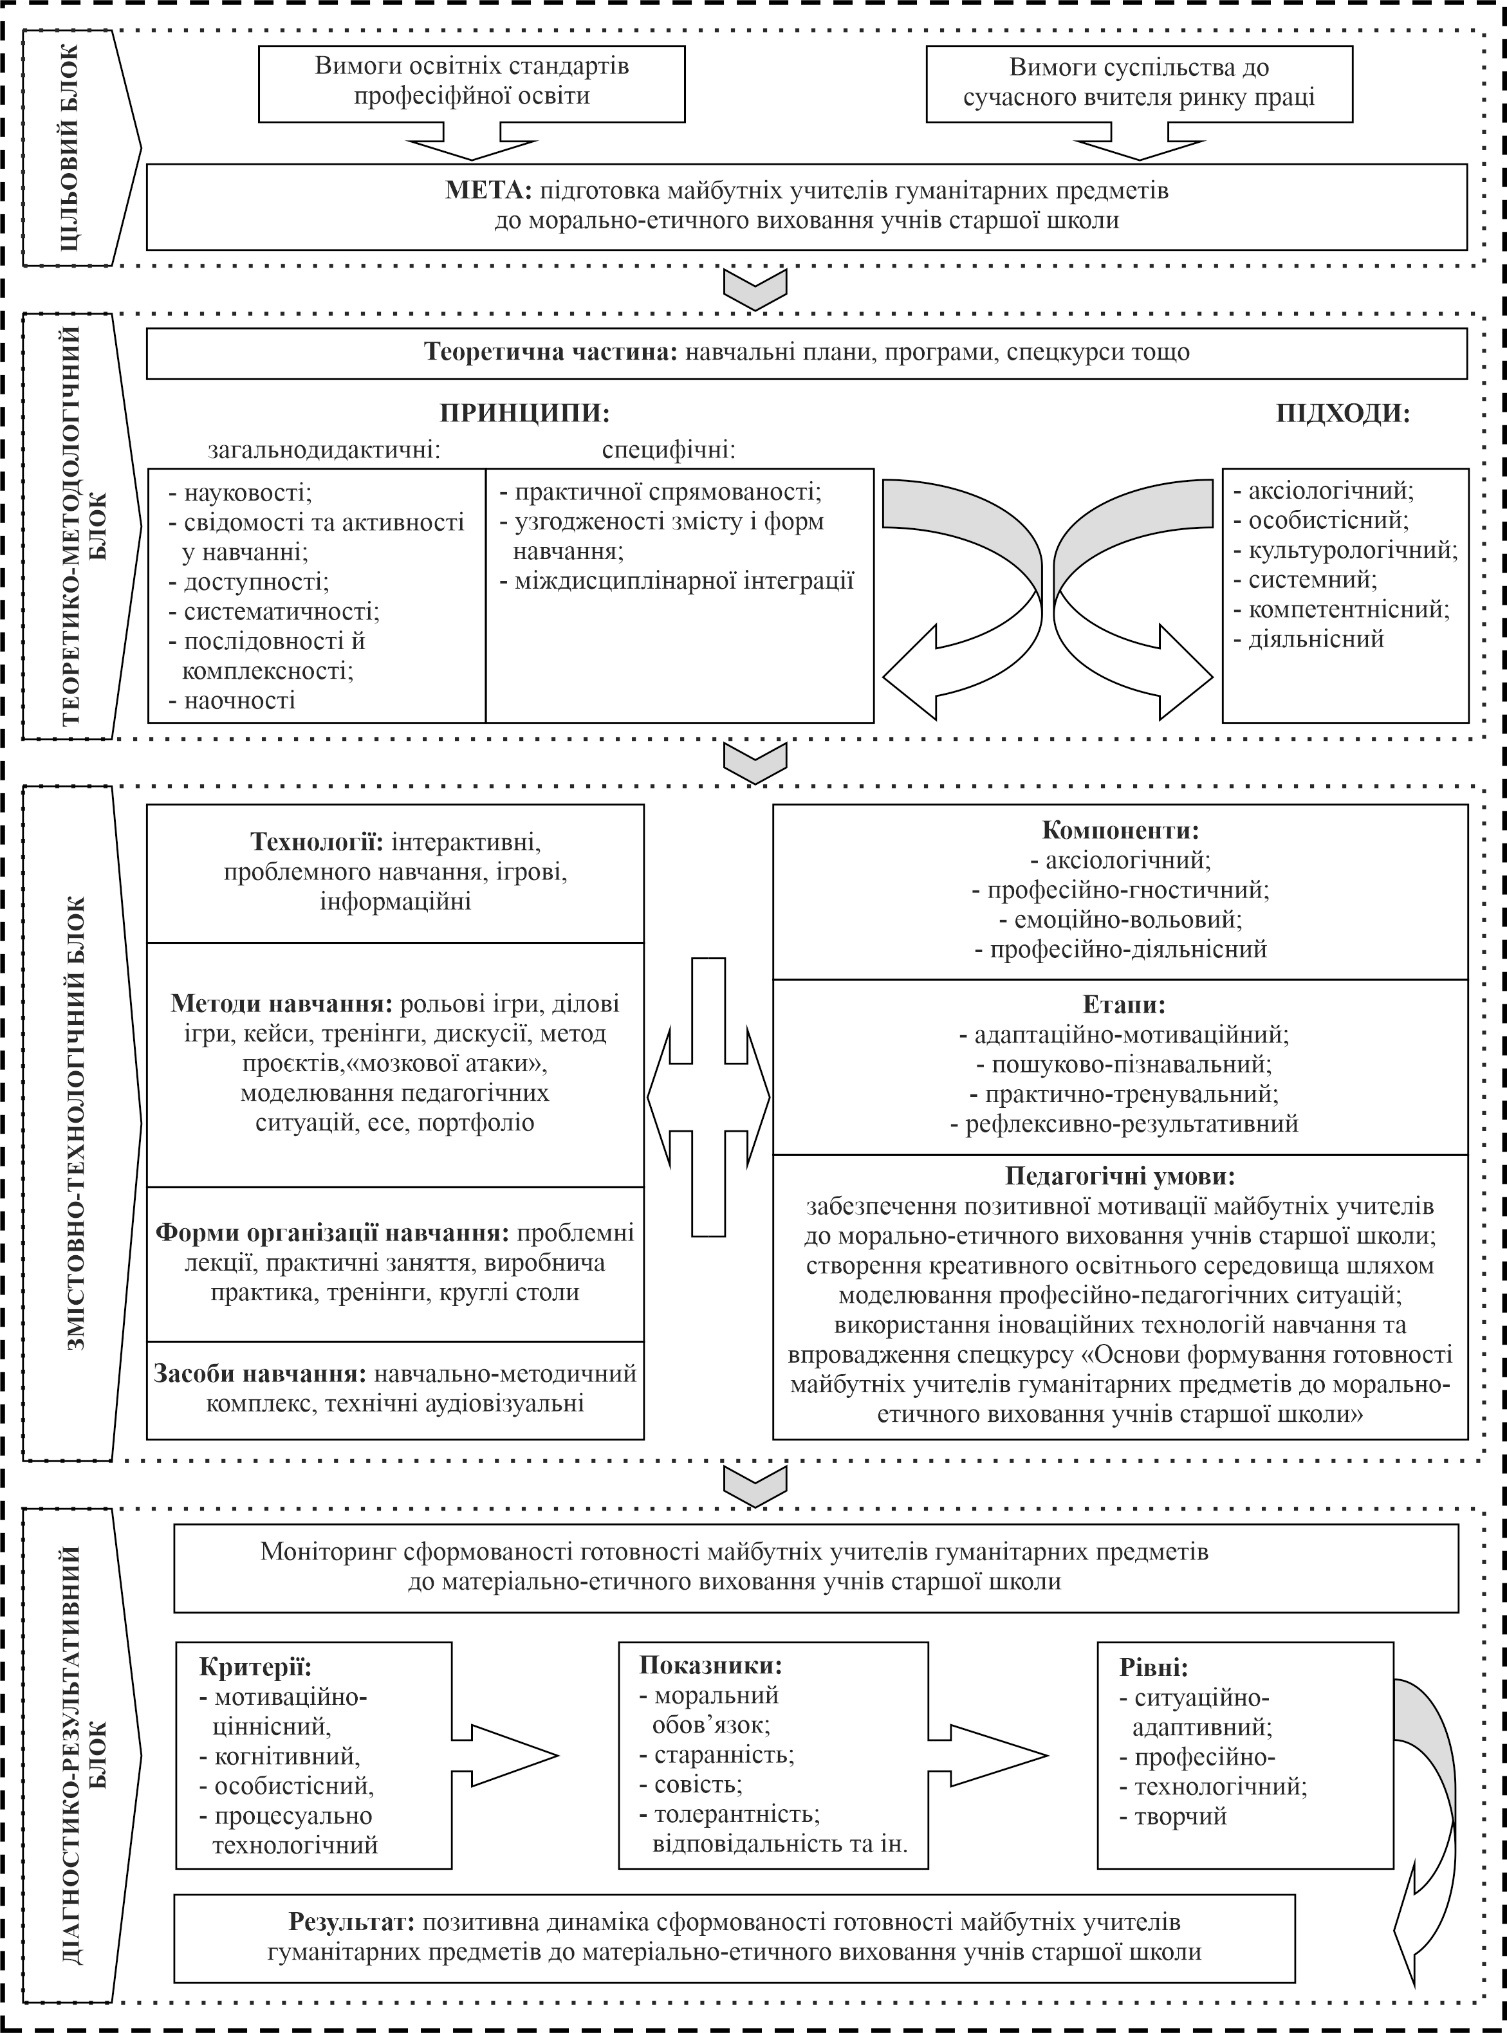 ЦІЛЬОВИЙ БЛОК
Вимоги освітніх стандартів
професіфйної освіти
Вимоги суспільства до
сучасного вчителя ринку праці
МЕТА: підготовка майбутніх учителів гуманітарних предметів
до морально-етичного виховання учнів старшої школи
ТЕОРЕТИКО-МЕТОДОЛОГІЧНИЙ
БЛОК
Теоретична частина: навчальні плани, програми, спецкурси тощо
ПРИНЦИПИ:
загальнодидактичні:
- науковості;
- свідомості та активності
у навчанні;
- доступності;
- систематичності;
- послідовності й
комплексності;
- наочності
специфічні:
- практичної спрямованості;
- узгодженості змісту і форм
навчання;
- міждисциплінарної інтеграції
ПІДХОДИ:
- аксіологічний;
- особистісний;
- культурологічний;
- системний;
- компетентнісний;
- діяльнісний
ЗМІСТОВНО-ТЕХНОЛОГІЧНИЙ БЛОК
Технології: інтерактивні,
проблемного навчання, ігрові,
інформаційні
Методи навчання: рольові ігри, ділові
ігри, кейси, тренінги, дискусії, метод
проєктів,«мозкової атаки»,
моделювання педагогічних
ситуацій, есе, портфоліо
Форми організації навчання: проблемні
лекції, практичні заняття, виробнича
практика, тренінги, круглі столи
Засоби навчання: навчально-методичний
комплекс, технічні аудіовізуальні
Компоненти:
- аксіологічний;
- професійно-гностичний;
- емоційно-вольовий;
- професійно-діяльнісний
Етапи:
- адаптаційно-мотиваційний;
- пошуково-пізнавальний;
- практично-тренувальний;
- рефлексивно-результативний
Педагогічні умови:
забезпечення позитивної мотивації майбутніх учителів
до морально-етичного виховання учнів старшої школи;
створення креативного освітнього середовища шляхом
моделювання професійно-педагогічних ситуацій;
використання іноваційних технологій навчання та
впровадження спецкурсу «Основи формування готовності
майбутніх учителів гуманітарних предметів до морально-
етичного виховання учнів старшої школи»
ДІАГНОСТИКО-РЕЗУЛЬТАТИВНИЙ
БЛОК
Моніторинг сформованості готовності майбутніх учителів гуманітарних предметів
до матеріально-етичного виховання учнів старшої школи
Критерії:
- мотиваційно-
ціннісний,
- когнітивний,
- особистісний,
- процесуально
технологічний
Показники:
- моральний
обов’язок;
- старанність;
- совість;
- толерантність;
відповідальність та ін.
Рівні:
- ситуаційно-
адаптивний;
- професійно-
- технологічний;
- творчий
Результат: позитивна динаміка сформованості готовності майбутніх учителів
гуманітарних предметів до матеріально-етичного виховання учнів старшої школи